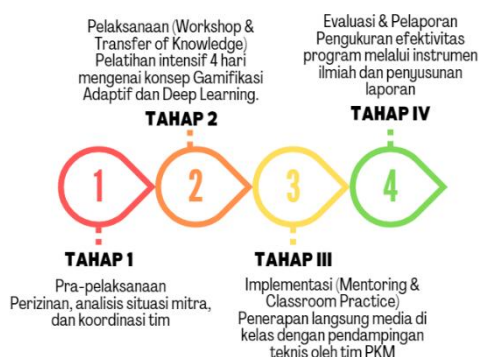 Pelaksanaan (Workshop &
Transfer of Knowledge)
Pelatihan intensif 4 hari
mengenai konsep Gamifikasi
Adaptif dan Deep Learning.
TAHAP 2
Evaluasi & Pelaporan
Pengukuran efektivitas
program melalui instrumen
ilmiah dan penyusunan
laporan
TAHAP IV
1
2
3
4
TAHAP 1
Pra-pelaksanaan
Perizinan, analisis situasi mitra,
dan koordinasi tim
TAHAP III
Implementasi (Mentoring &
Classroom Practice)
Penerapan langsung media di
kelas dengan pendampingan
teknis oleh tim PKM